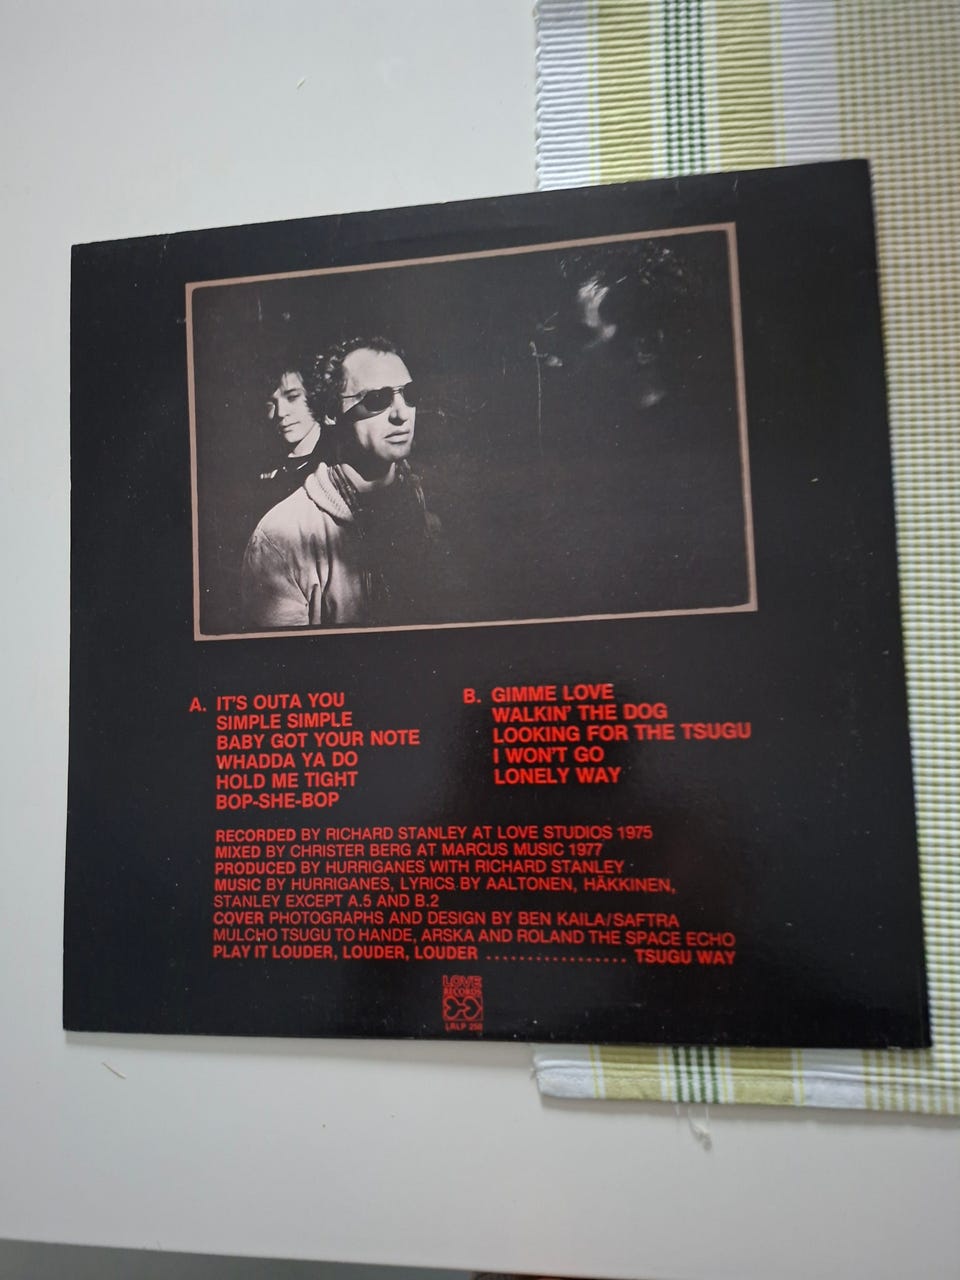 A. IT'S OUTA YOU
SIMPLE SIMPLE
BABY GOT YOUR NOTE
WHADDA YA DO
HOLD ME TIGHT
BOP-SHE-BOP
B. GIMME LOVE
WALKIN' THE DOG
LOOKING FOR THE TSUGU
I WON'T GO
LONELY WAY
RECORDED BY RICHARD STANLEY AT LOVE STUDIOS 1975
MIXED BY CHRISTER BERG AT MARCUS MUSIC 1977
PRODUCED BY HURRIGANES WITH RICHARD STANLEY
MUSIC BY HURRIGANES, LYRICS BY AALTONEN, HÄKKINEN,
STANLEY EXCEPT A.5 AND B.2
COVER PHOTOGRAPHS AND DESIGN BY BEN KAILA/SAFTRA
MULCHO TSUGU TO HANDE, ARSKA AND ROLAND THE SPACE ECHO
PLAY IT LOUDER, LOUDER, LOUDER .................. TSUGU WAY
LOVE
RECORDS
LRLP 250